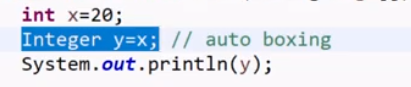 int x=20;
Integer y=x; // auto boxing
System.out.println(y);